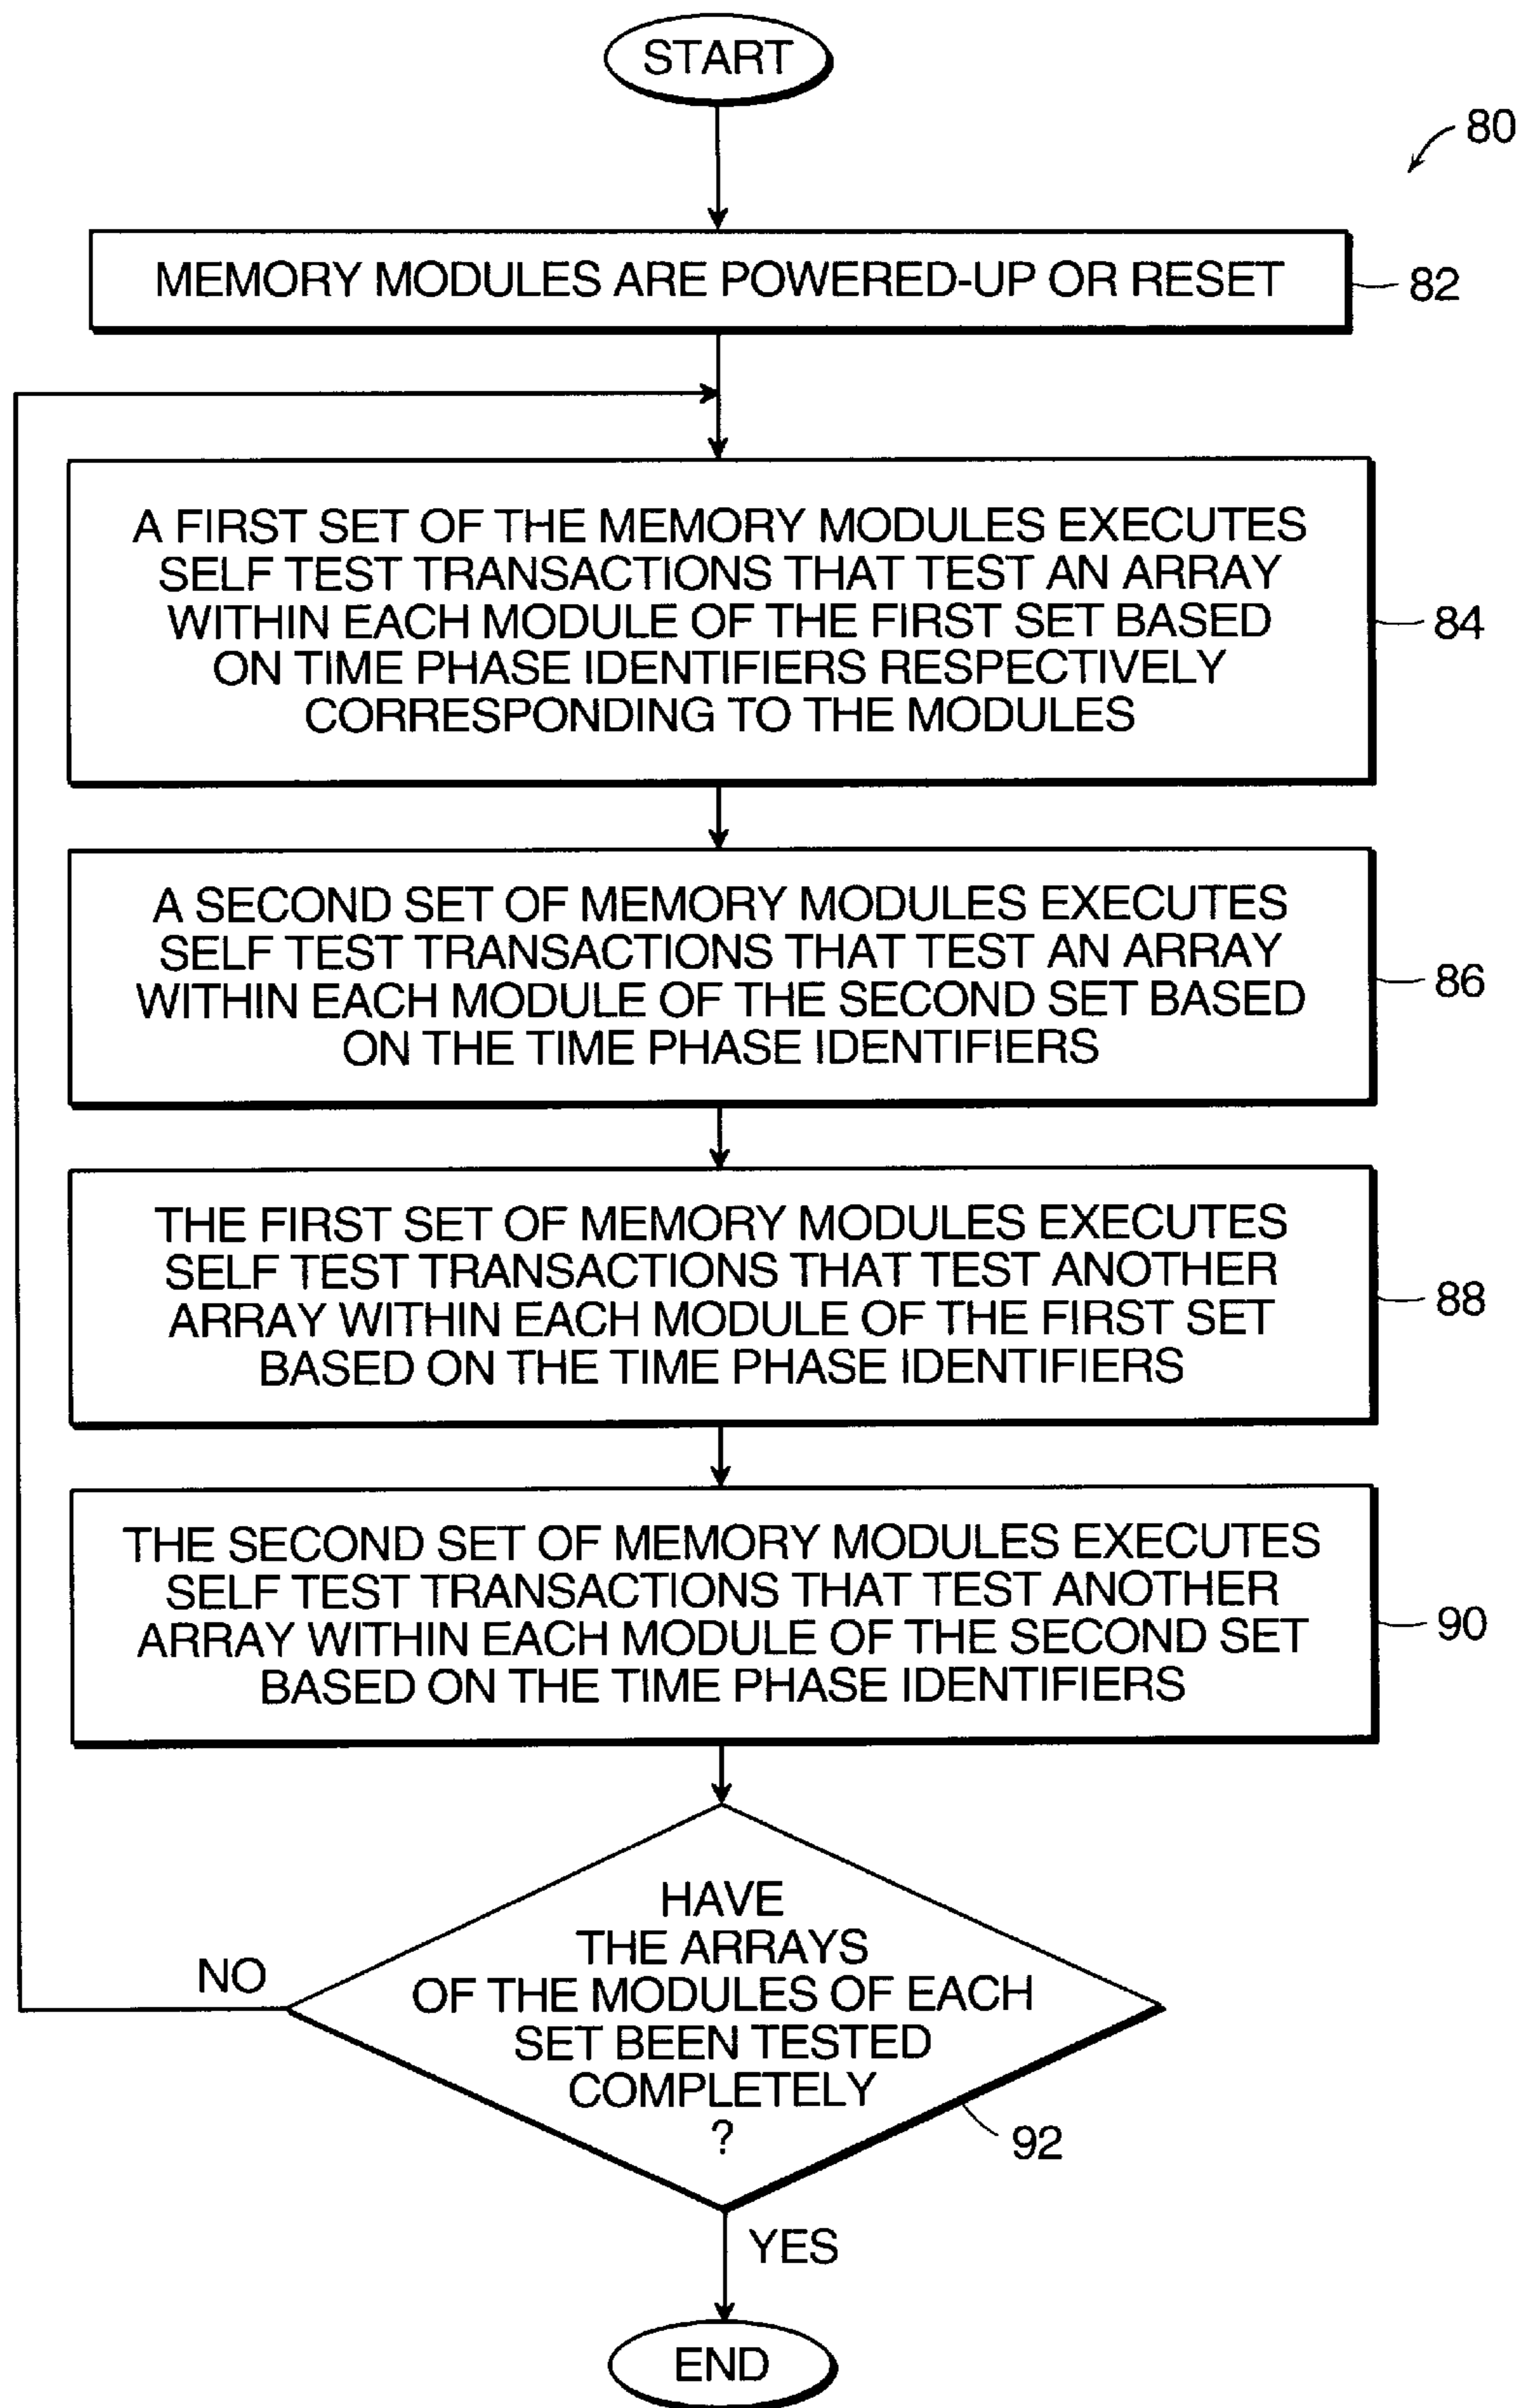 START
80
MEMORY MODULES ARE POWERED-UP OR RESET
82
A FIRST SET OF THE MEMORY MODULES EXECUTES
SELF TEST TRANSACTIONS THAT TEST AN ARRAY
WITHIN EACH MODULE OF THE FIRST SET BASED
ON TIME PHASE IDENTIFIERS RESPECTIVELY
CORRESPONDING TO THE MODULES
84
A SECOND SET OF MEMORY MODULES EXECUTES
SELF TEST TRANSACTIONS THAT TEST AN ARRAY
WITHIN EACH MODULE OF THE SECOND SET BASED
ON THE TIME PHASE IDENTIFIERS
86
THE FIRST SET OF MEMORY MODULES EXECUTES
SELF TEST TRANSACTIONS THAT TEST ANOTHER
ARRAY WITHIN EACH MODULE OF THE FIRST SET
BASED ON THE TIME PHASE IDENTIFIERS
88
THE SECOND SET OF MEMORY MODULES EXECUTES
SELF TEST TRANSACTIONS THAT TEST ANOTHER
ARRAY WITHIN EACH MODULE OF THE SECOND SET
BASED ON THE TIME PHASE IDENTIFIERS
90
HAVE
THE ARRAYS
OF THE MODULES OF EACH
SET BEEN TESTED
COMPLETELY
?
NO
92
YES
END